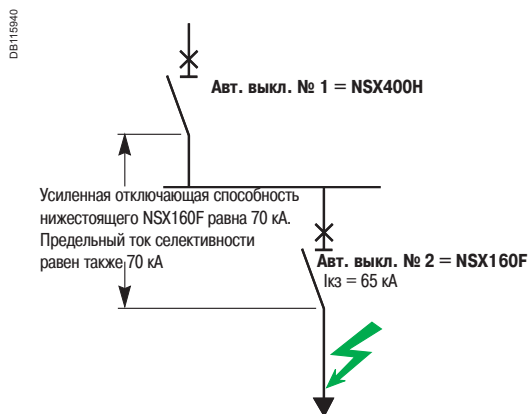 DB115940
Авт. выкл. № 1 = NSX400H
Усиленная отключающая способность
нижестоящего NSX160F равна 70 кА.
Предельный ток селективности
равен также 70 кА
Авт. выкл. № 2 = NSX160F
Iкз = 65 кА